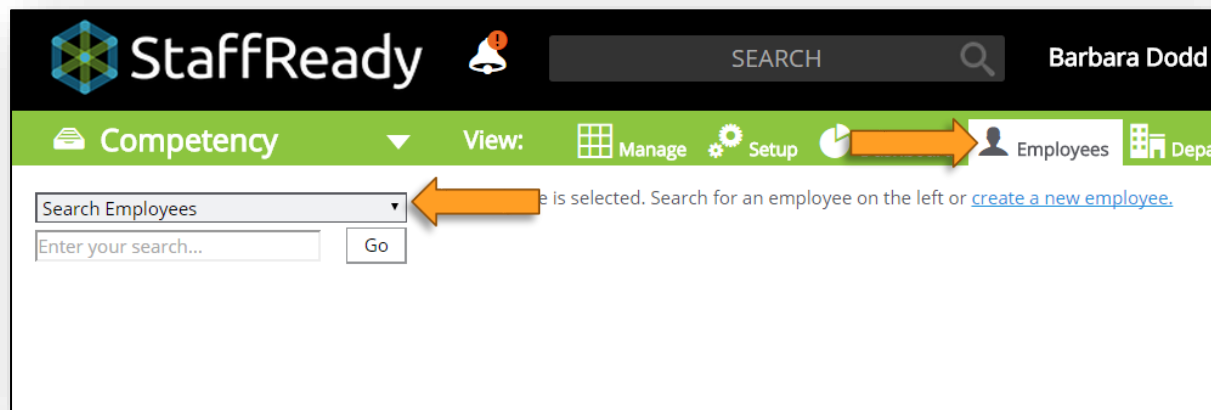 StaffReady
!
SEARCH
Barbara Dodd
Competency
View:
Manage
Setup
Employees
Search Employees
is selected. Search for an employee on the left or create a new employee.
Enter your search...
Go